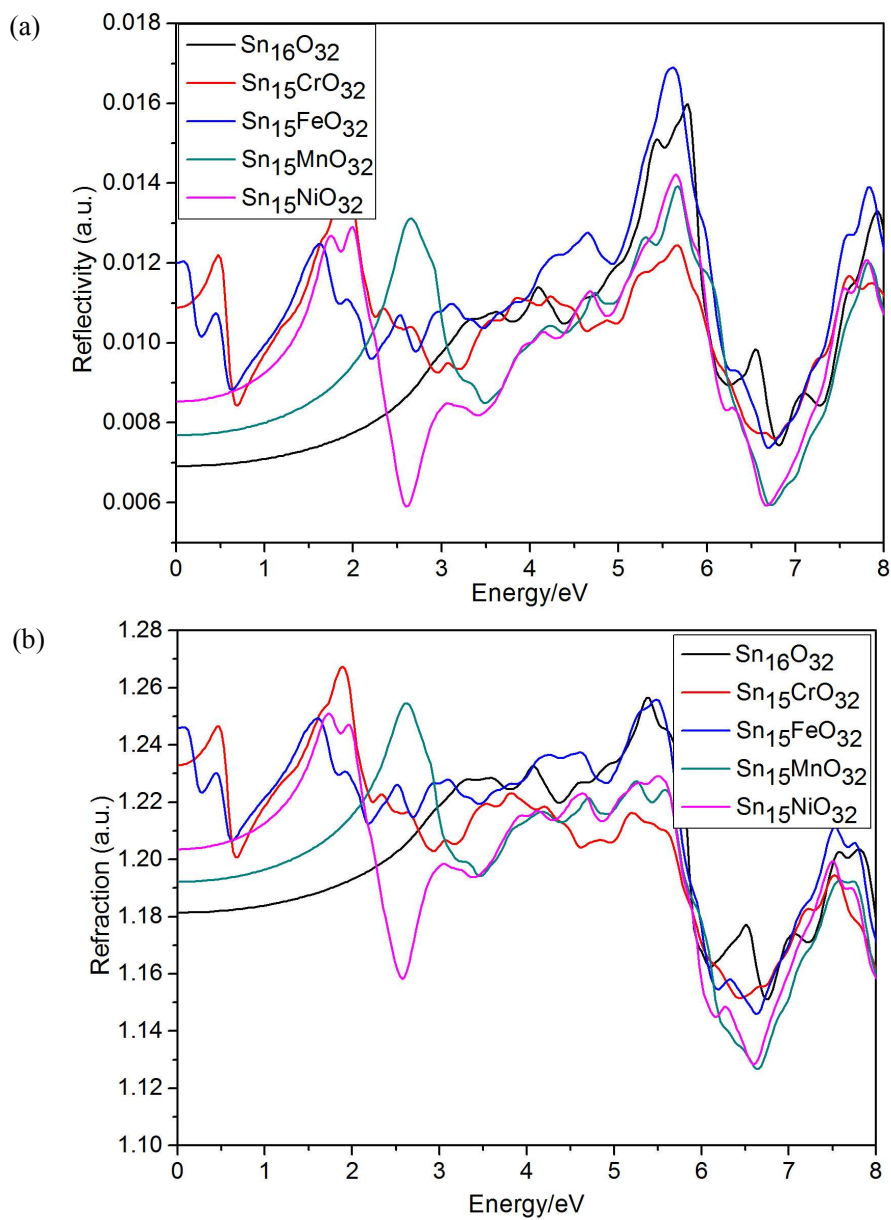 (a)
0.018
0.016
0.014
0.012
0.010
0.008
0.006
Reflectivity (a.u.)
Sn16O32
Sn15CrO32
Sn15FeO32
Sn15MnO32
Sn15NiO32
0 1 2 3 4 5 6 7 8
Energy/eV
(b)
1.28
1.26
1.24
1.22
1.20
1.18
1.16
1.14
1.12
1.10
Refraction (a.u.)
Sn16O32
Sn15CrO32
Sn15FeO32
Sn15MnO32
Sn15NiO32
0 1 2 3 4 5 6 7 8
Energy/eV